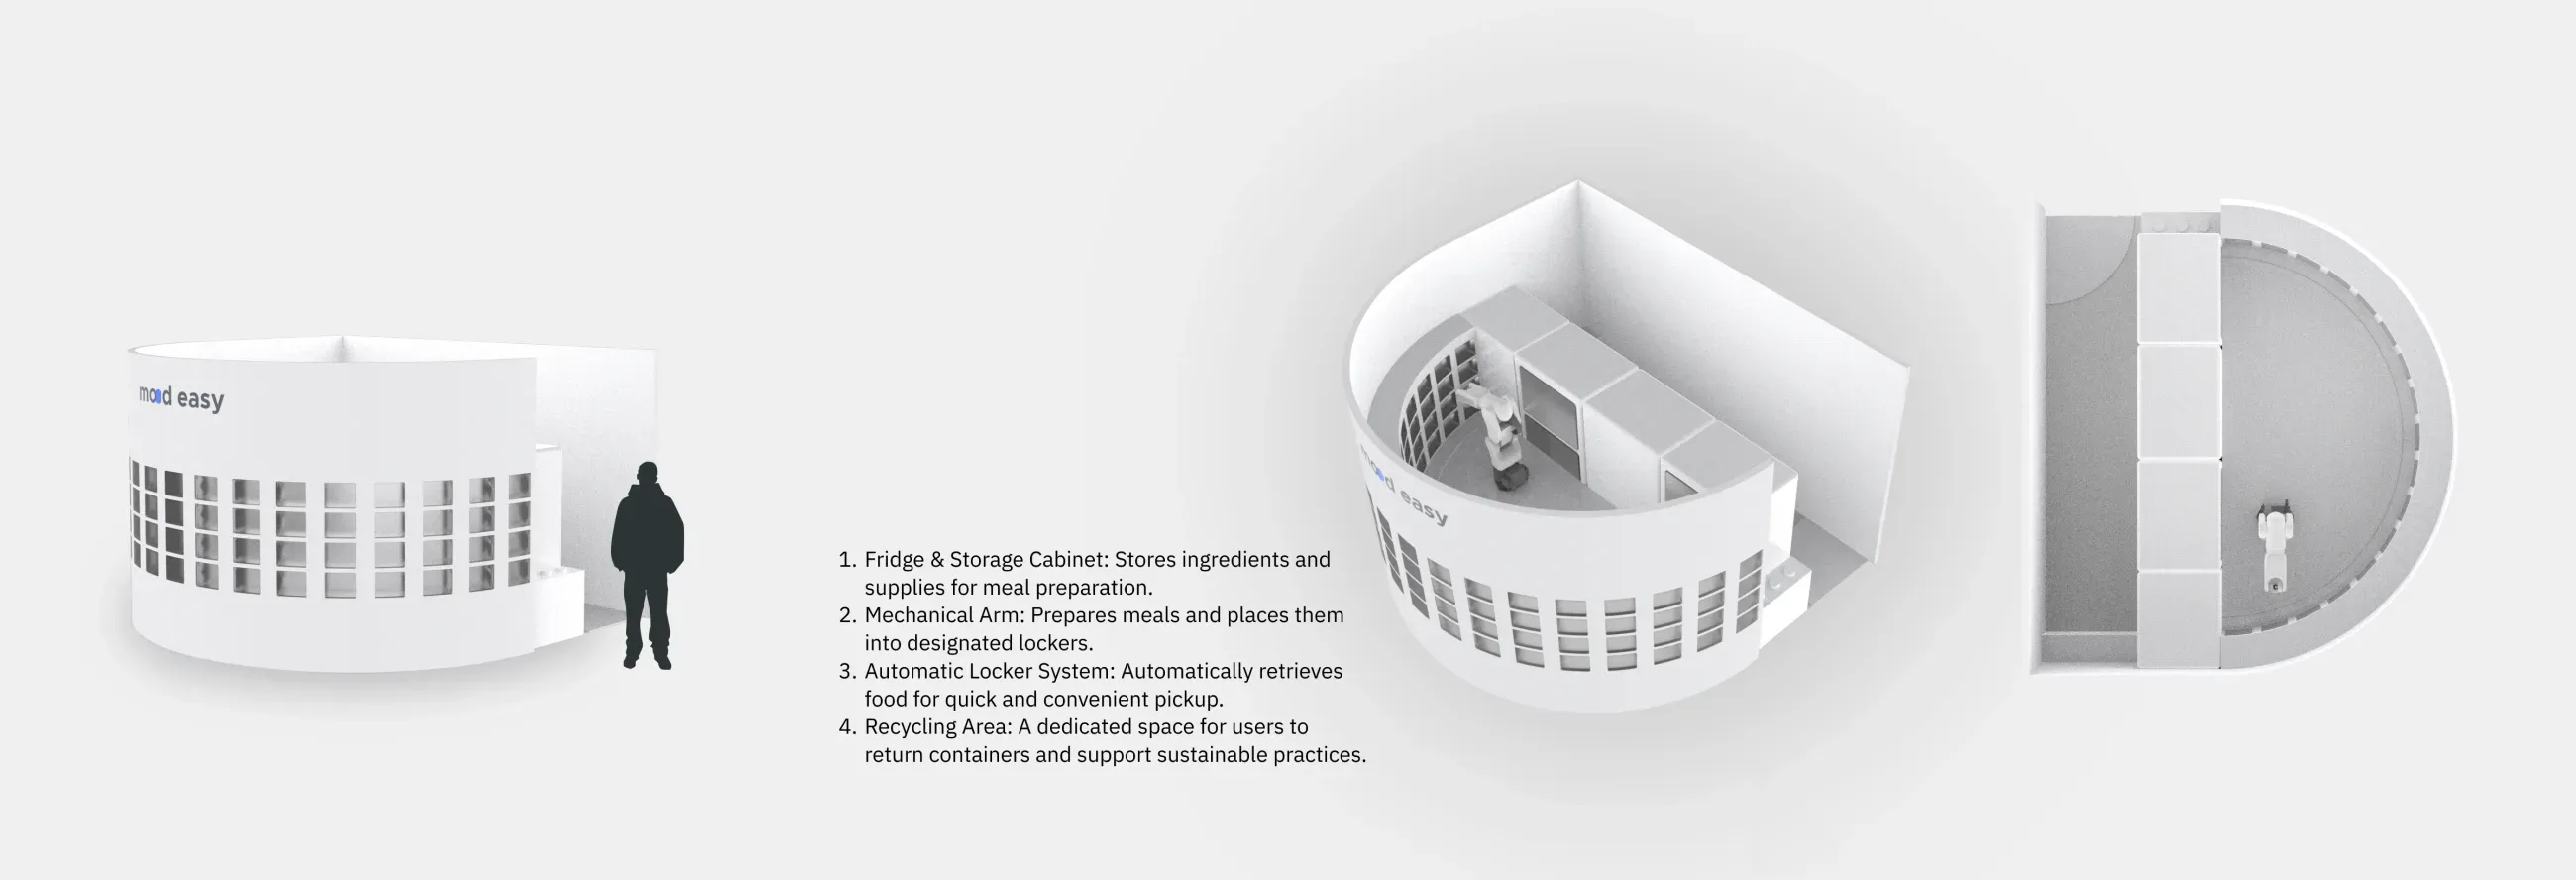 mood easy
1. Fridge & Storage Cabinet: Stores ingredients and
supplies for meal preparation.
2. Mechanical Arm: Prepares meals and places them
into designated lockers.
3. Automatic Locker System: Automatically retrieves
food for quick and convenient pickup.
4. Recycling Area: A dedicated space for users to
return containers and support sustainable practices.
mood easy